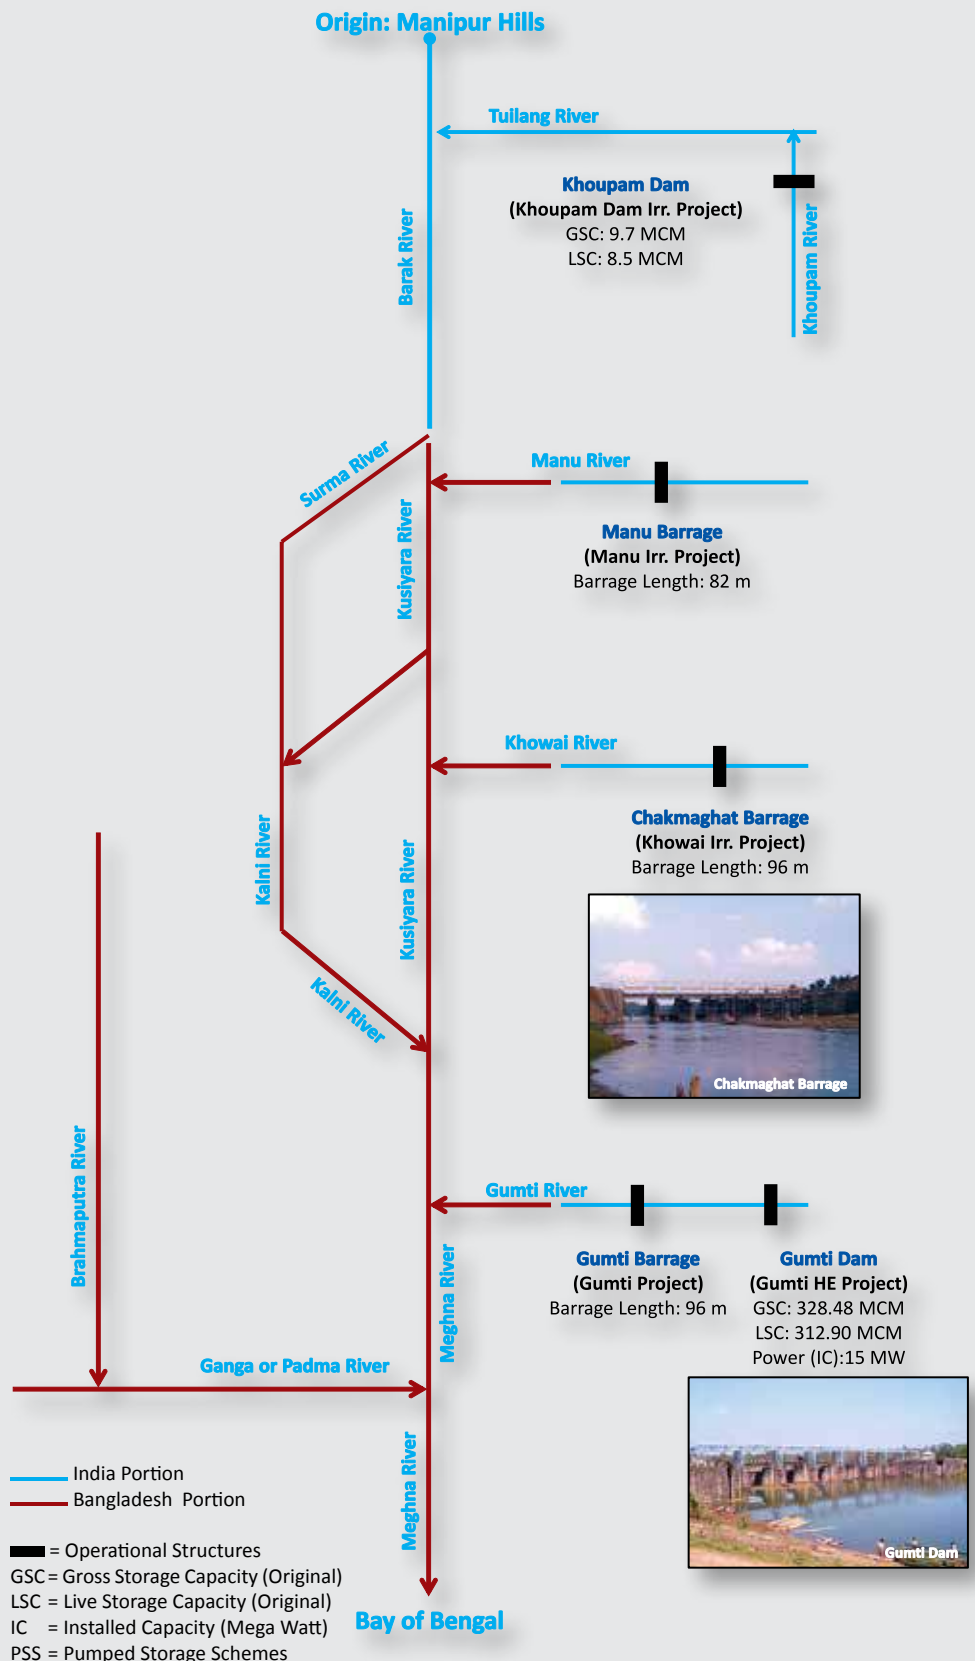 Origin: Manipur Hills
Tuilang River
Khoupam Dam
(Khoupam Dam Irr. Project)
GSC: 9.7 MCM
LSC: 8.5 MCM
Khoupam River
Barak River
Surma River
Manu River
Manu Barrage
(Manu Irr. Project)
Barrage Length: 82 m
Kusiyara River
Khowai River
Chakmaghat Barrage
(Khowai Irr. Project)
Barrage Length: 96 m
Kalni River
Kusiyara River
Kalni River
Chakmaghat Barrage
Brahmaputra River
Gumti River
Gumti Barrage
(Gumti Project)
Barrage Length: 96 m
Gumti Dam
(Gumti HE Project)
GSC: 328.48 MCM
LSC: 312.90 MCM
Power (IC):15 MW
Meghna River
Ganga or Padma River
Meghna River
Gumti Dam
India Portion
Bangladesh Portion
= Operational Structures
GSC = Gross Storage Capacity (Original)
LSC = Live Storage Capacity (Original)
IC = Installed Capacity (Mega Watt)
PSS = Pumped Storage Schemes
Bay of Bengal